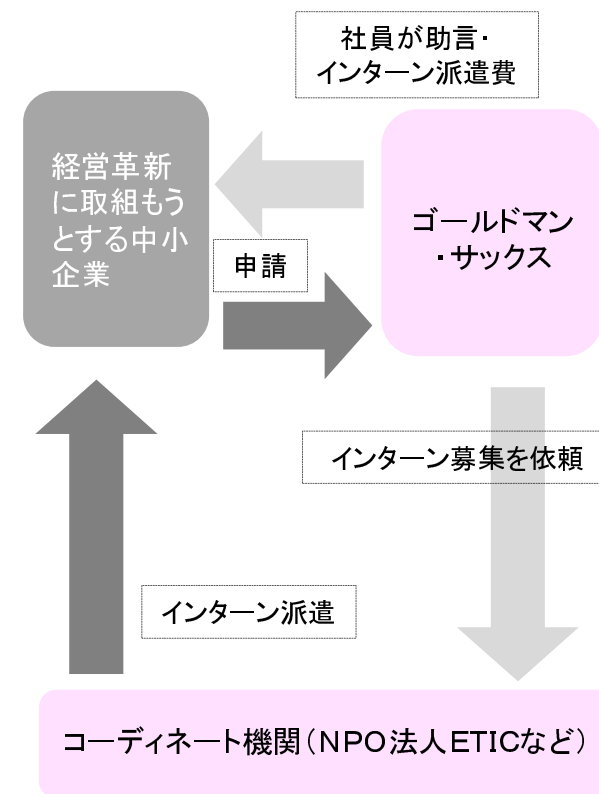 社員が助言・
インターン派遣費
経営革新
に取組もう
とする中小
企業
ゴールドマン
・サックス
申請
インターン募集を依頼
インターン派遣
コーディネート機関（ＮＰＯ法人ＥＴＩＣなど）